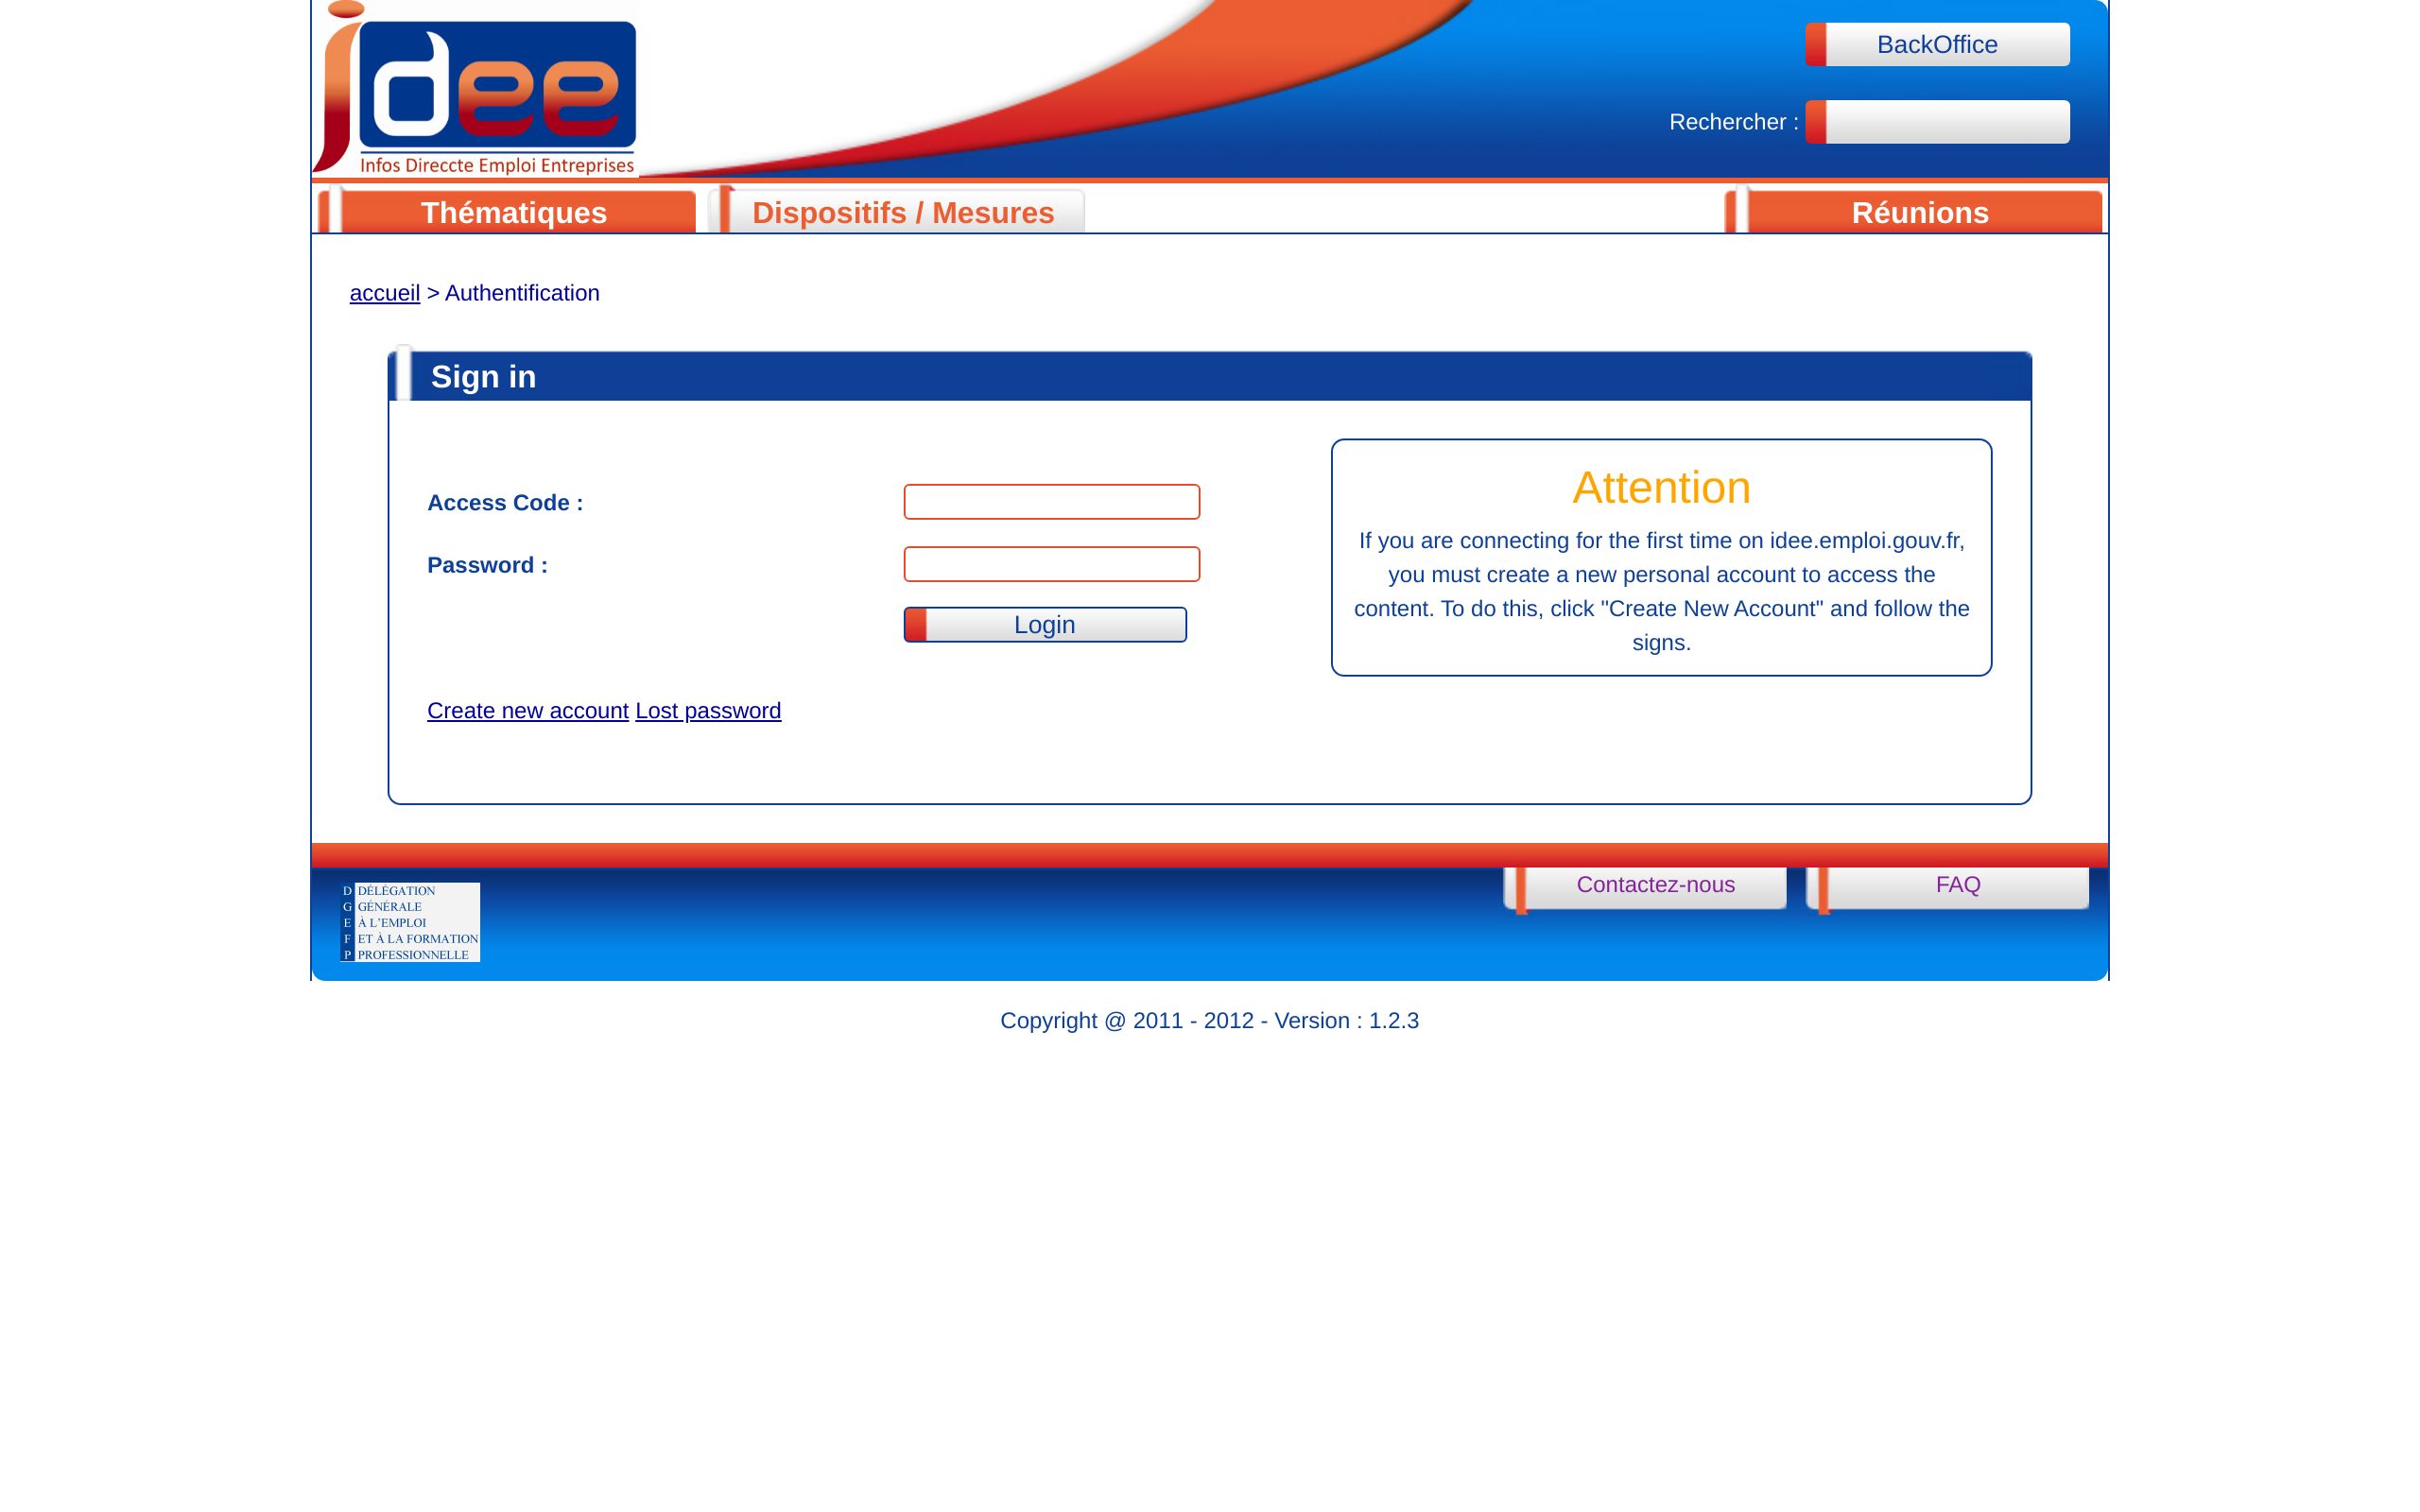 idee
Infos Direccte Emploi Entreprises
BackOffice
Rechercher :
Thématiques
Dispositifs / Mesures
Réunions
accueil > Authentification
Sign in
Access Code :
Password :
Login
Create new account Lost password
Attention
If you are connecting for the first time on idee.emploi.gouv.fr,
you must create a new personal account to access the
content. To do this, click "Create New Account" and follow the
signs.
Contactez-nous
FAQ
D DÉLÉGATION
G GÉNÉRALE
E À L'EMPLOI
F ET À LA FORMATION
P PROFESSIONNELLE
Copyright @ 2011 - 2012 - Version : 1.2.3